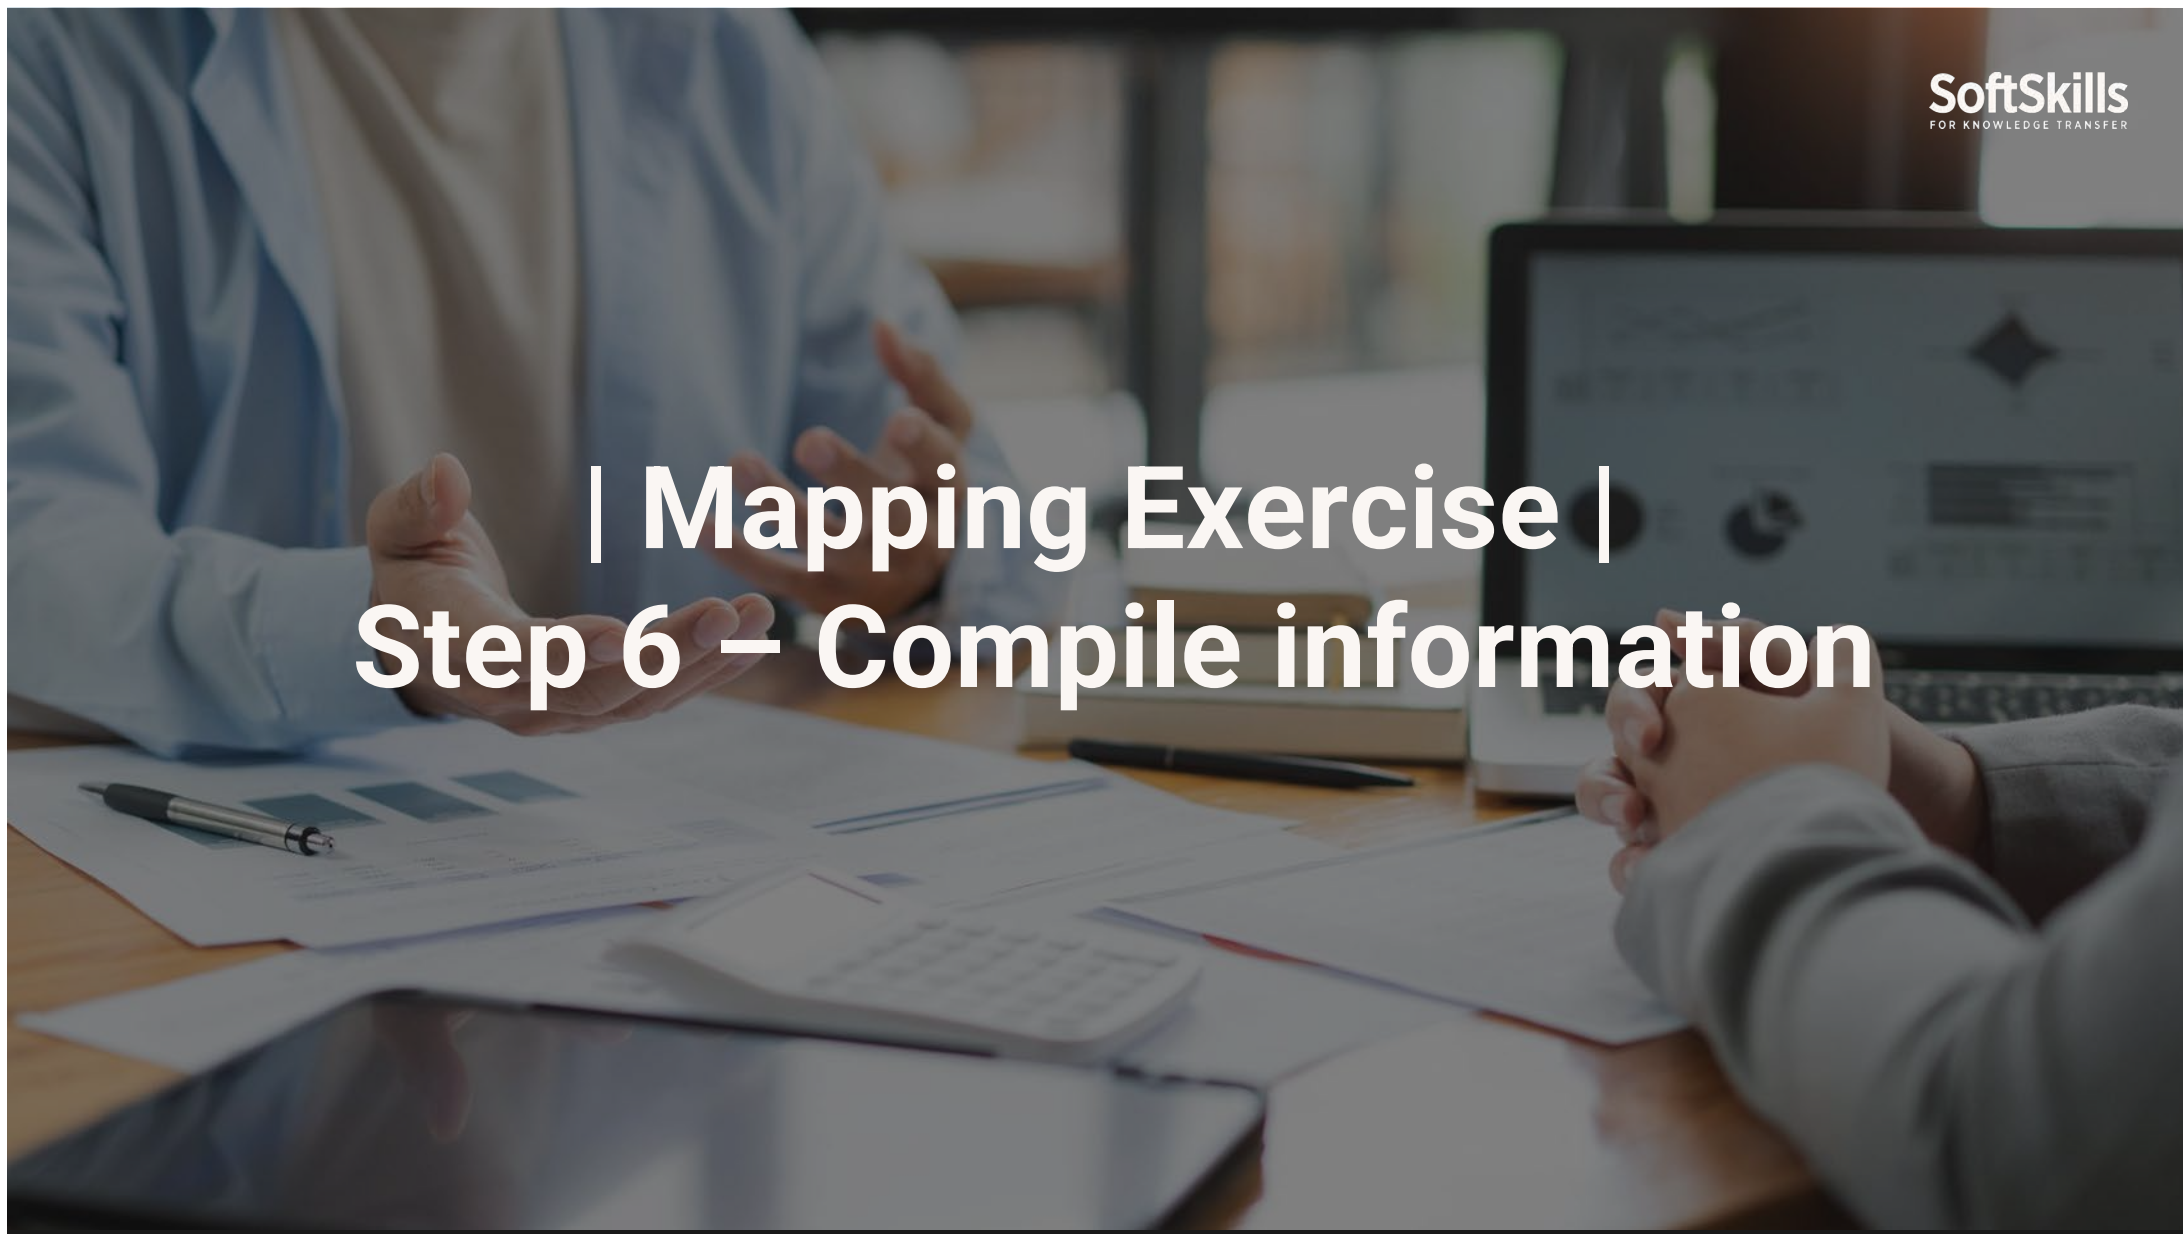 SoftSkills
FOR KNOWLEDGE TRANSFER
| Mapping Exercise |
Step 6 – Compile information